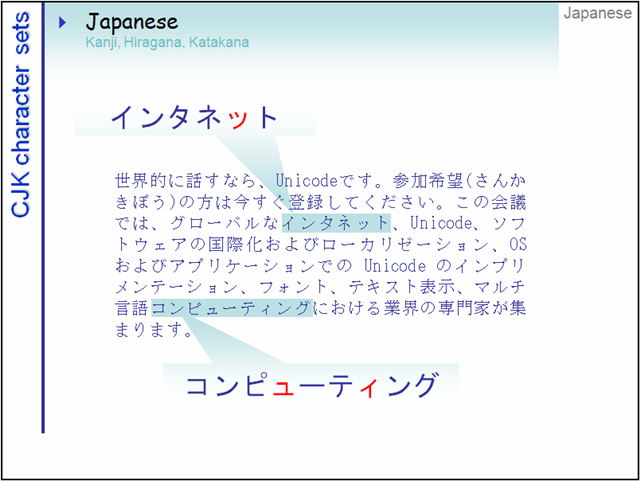 CJK character sets
Japanese
Japanese
Kanji, Hiragana, Katakana
インタネット
世界的に話すなら、Unicodeです。参加希望(さんか
きぼう)の方は今すぐ登録してください。この会議
では、グローバルなインタネット、Unicode、ソフ
トウェアの国際化およびローカリゼーション、OS
およびアプリケーションでの Unicode のインプリ
メンテーション、フォント、テキスト表示、マルチ
言語コンピューティングにおける業界の専門家が集
まります。
コンピューティング